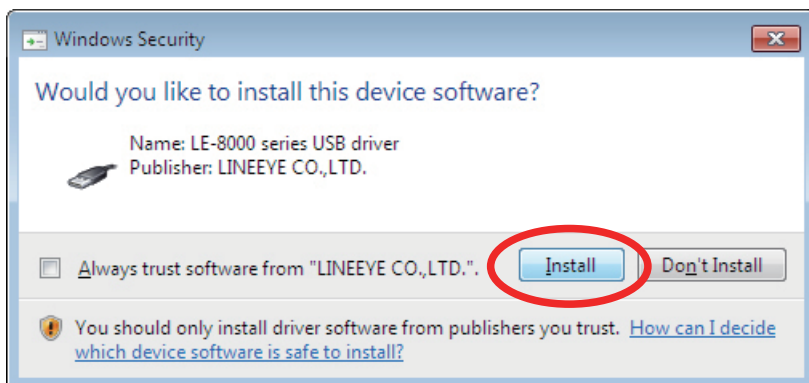 Windows Security
Would you like to install this device software?
Name: LE-8000 series USB driver
Publisher: LINEEYE CO.,LTD.
Always trust software from "LINEEYE CO.,LTD.". Install Don't Install
You should only install driver software from publishers you trust. How can I decide
which device software is safe to install?